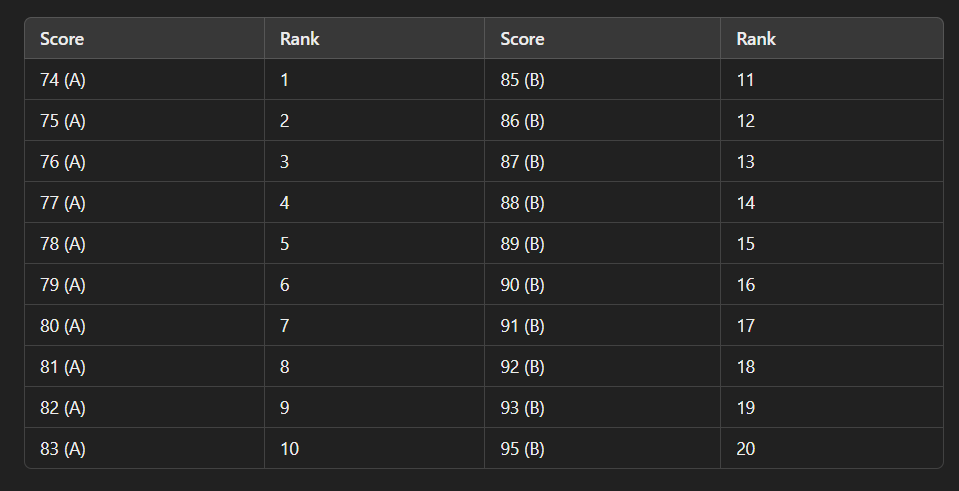 Score Rank Score Rank
74 (A) 1 85 (B) 11
75 (A) 2 86 (B) 12
76 (A) 3 87 (B) 13
77 (A) 4 88 (B) 14
78 (A) 5 89 (B) 15
79 (A) 6 90 (B) 16
80 (A) 7 91 (B) 17
81 (A) 8 92 (B) 18
82 (A) 9 93 (B) 19
83 (A) 10 95 (B) 20